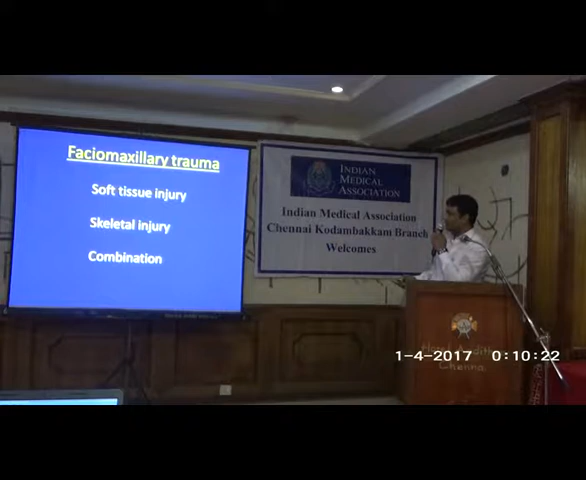 Faciomaxillary trauma
Soft tissue injury
Skeletal injury
Combination
INDIAN
MEDICAL
ASSOCIATION
Indian Medical Association
Chennai Kodambakkam Branch
Welcomes
Chennai
1-4-2017 0:10:22